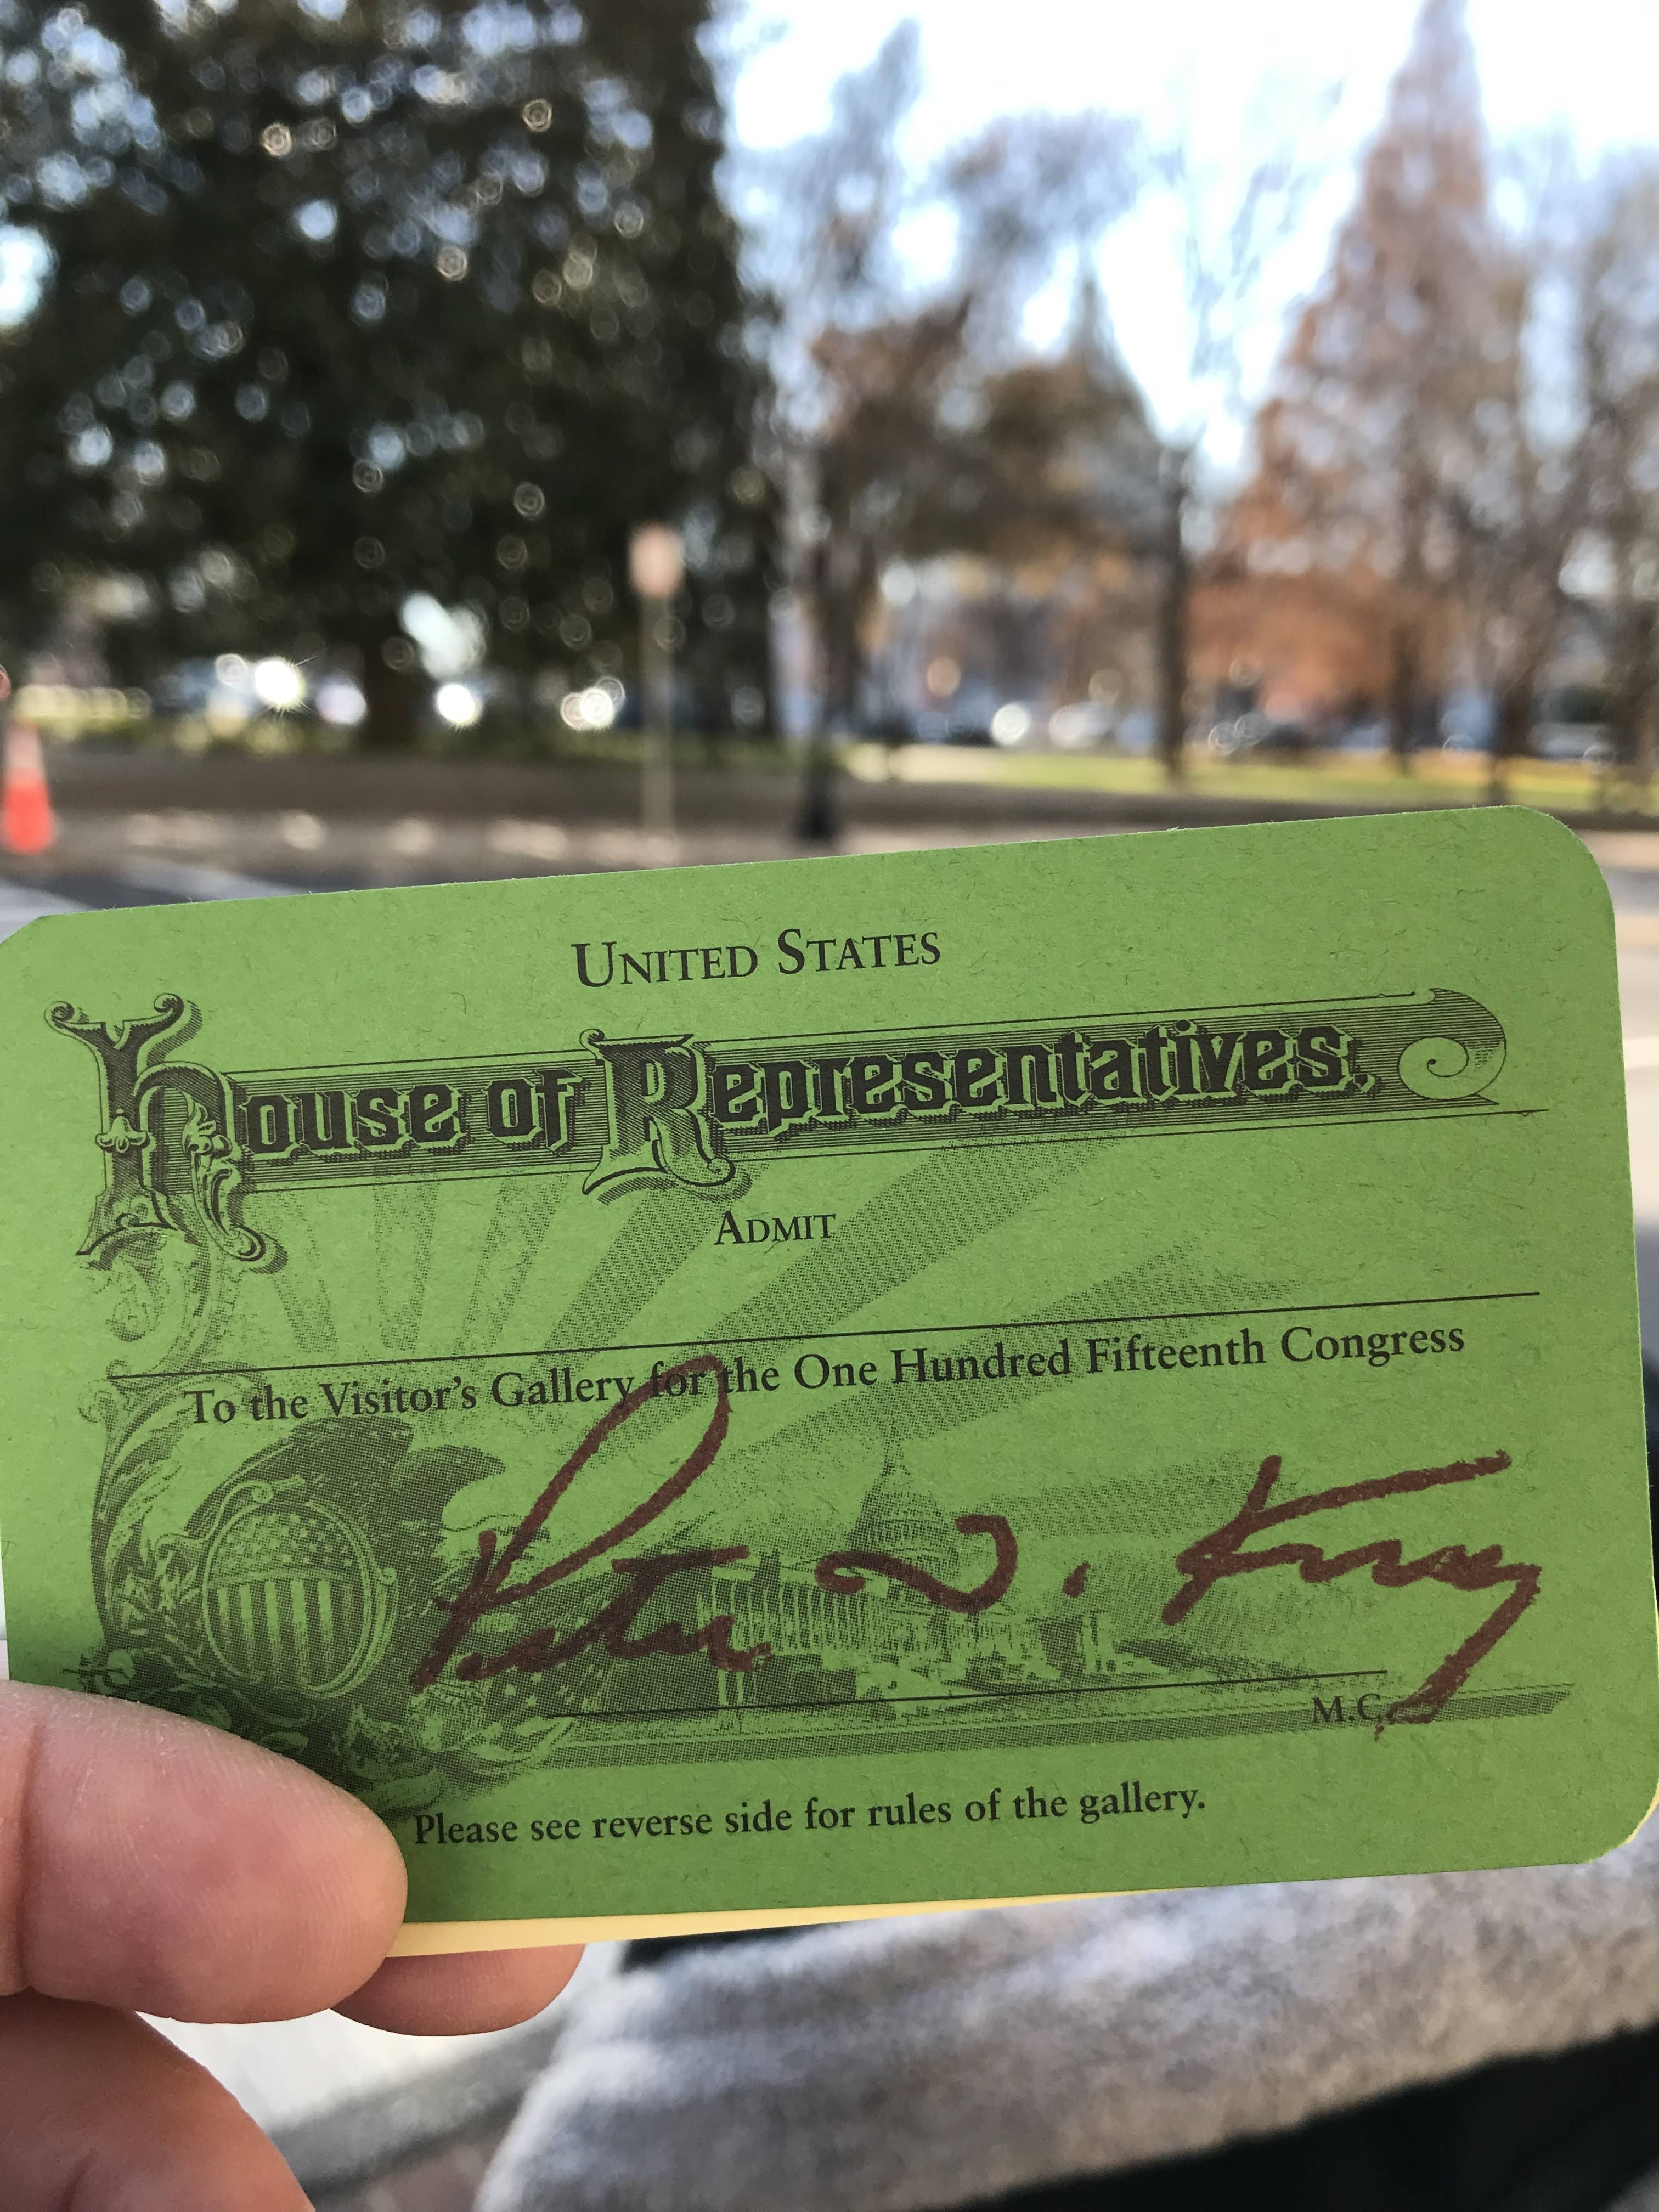 UNITED STATES
House of Representatives,
ADMIT
To the Visitor's Gallery for the One Hundred Fifteenth Congress
Peter
M.C.
Please see reverse side for rules of the gallery.